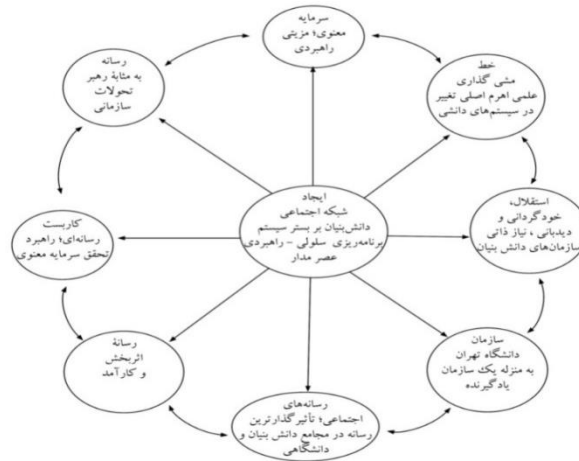 سرمایه
معنوی؛ مزیتی
راهبردی
خط
مشی گذاری
علمی اهرم اصلی تغییر
در سیستم‌های دانشی
استقلال،
خودگردانی و
دیدبانی ، نیاز ذاتی
سازمان‌های دانش بنیان
سازمان
دانشگاه تهران
به منزله یک سازمان
یادگیرنده
رسانه‌های
اجتماعی؛ تأثیرگذارترین
رسانه در مجامع دانش بنیان و
دانشگاهی
رسانهٔ
اثربخش
و کارآمد
کاربست
رسانه‌ای؛ راهبرد
تحقق سرمایه معنوی
رسانه
به مثابهٔ رهبر
تحولات
سازمانی
ایجاد
شبکه اجتماعی
دانش‌بنیان بر بستر سیستم
برنامه‌ریزی سلولی - راهبردی
عصر مدار